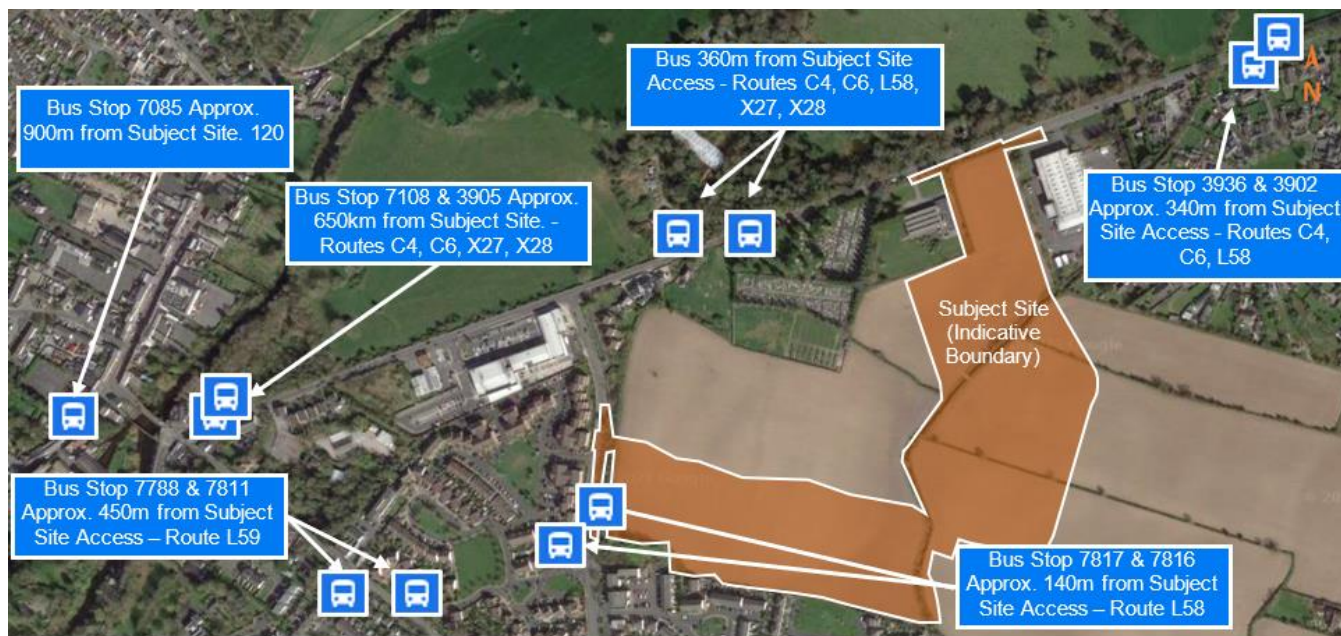 Bus Stop 7085 Approx.
900m from Subject Site. 120
Bus 360m from Subject Site
Access - Routes C4, C6, L58,
X27, X28
Bus Stop 7108 & 3905 Approx.
650km from Subject Site. -
Routes C4, C6, X27, X28
A
N
Bus Stop 3936 & 3902
Approx. 340m from Subject
Site Access - Routes C4,
C6, L58
Subject Site
(Indicative
Boundary)
Bus Stop 7788 & 7811
Approx. 450m from Subject
Site Access – Route L59
Bus Stop 7817 & 7816
Approx. 140m from Subject
Site Access – Route L58